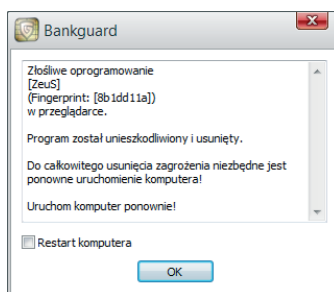 Bankguard
Złośliwe oprogramowanie
[ZeuS]
(Fingerprint: [8b1dd11a])
w przeglądarce.
Program został unieszkodliwiony i usunięty.
Do całkowitego usunięcia zagrożenia niezbędne jest
ponowne uruchomienie komputera!
Uruchom komputer ponownie!
Restart komputera
OK